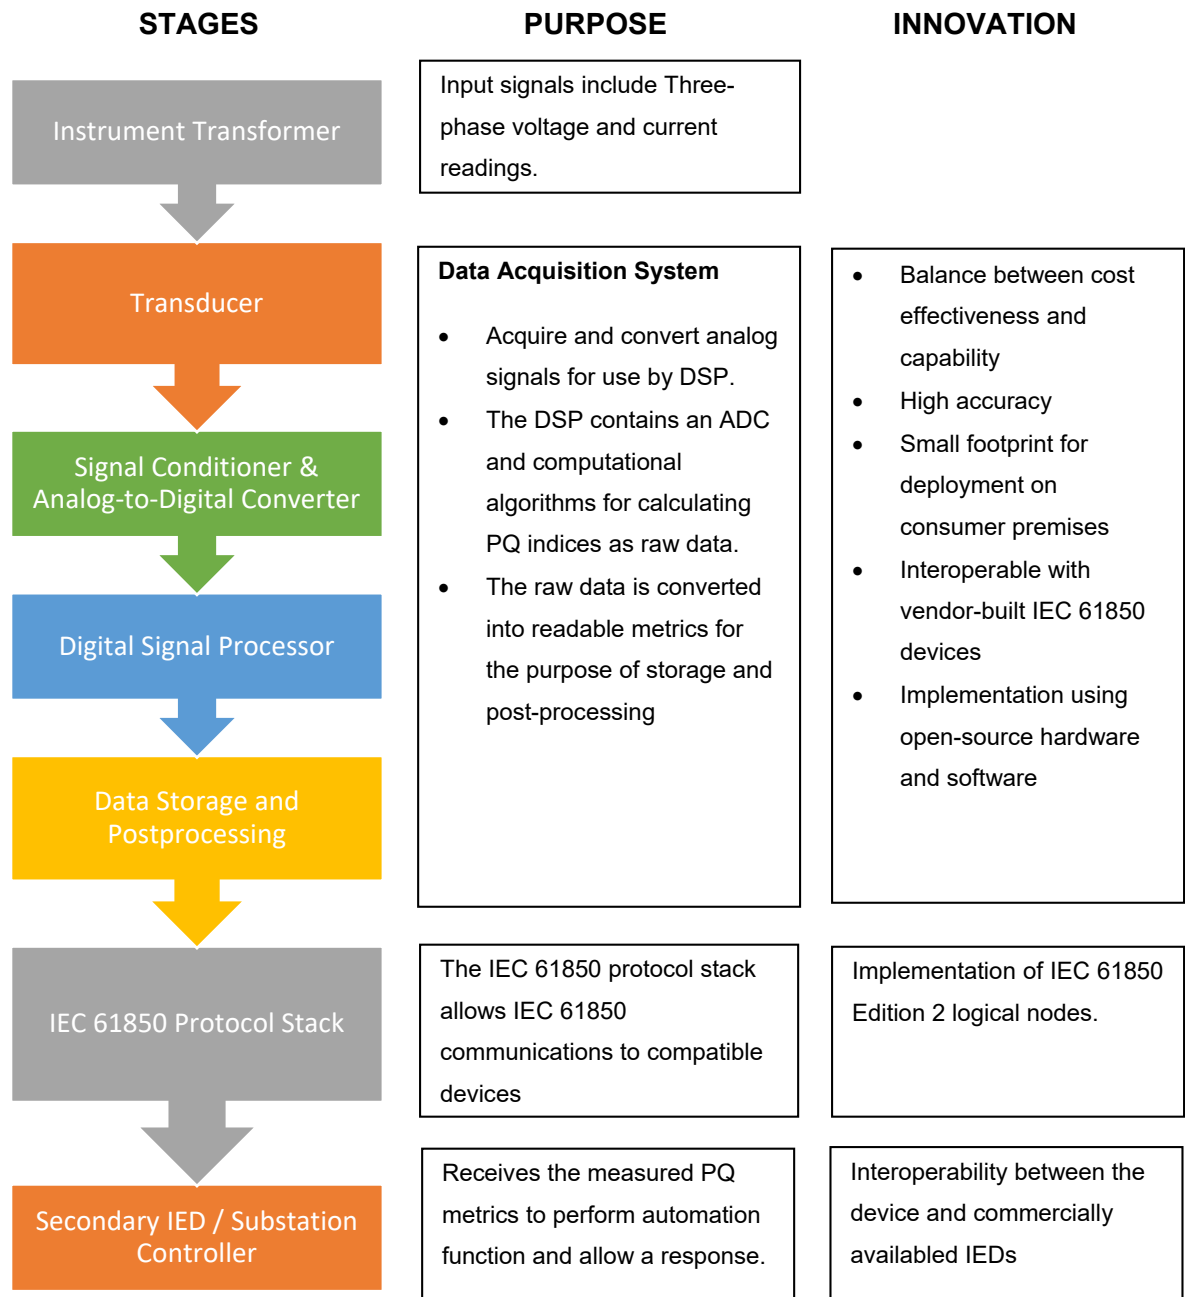 STAGES
PURPOSE
INNOVATION
Instrument Transformer
Input signals include Three-
phase voltage and current
readings.
Transducer
Signal Conditioner &
Analog-to-Digital Converter
Digital Signal Processor
Data Storage and
Postprocessing
Data Acquisition System
• Acquire and convert analog
signals for use by DSP.
• The DSP contains an ADC
and computational
algorithms for calculating
PQ indices as raw data.
• The raw data is converted
into readable metrics for
the purpose of storage and
post-processing
• Balance between cost
effectiveness and
capability
• High accuracy
• Small footprint for
deployment on
consumer premises
• Interoperable with
vendor-built IEC 61850
devices
• Implementation using
open-source hardware
and software
IEC 61850 Protocol Stack
The IEC 61850 protocol stack
allows IEC 61850
communications to compatible
devices
Implementation of IEC 61850
Edition 2 logical nodes.
Secondary IED / Substation
Controller
Receives the measured PQ
metrics to perform automation
function and allow a response.
Interoperability between the
device and commercially
availabled IEDs